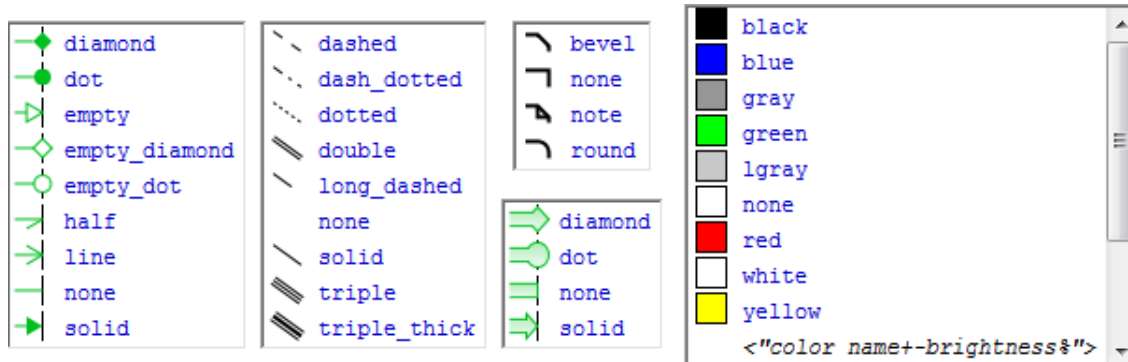 diamond
dot
empty
empty_diamond
empty_dot
half
line
none
solid
dashed
dash_dotted
dotted
double
long_dashed
none
solid
triple
triple_thick
bevel
none
note
round
diamond
dot
none
solid
black
blue
gray
green
lgray
none
red
white
yellow
<"color name+-brightness%">